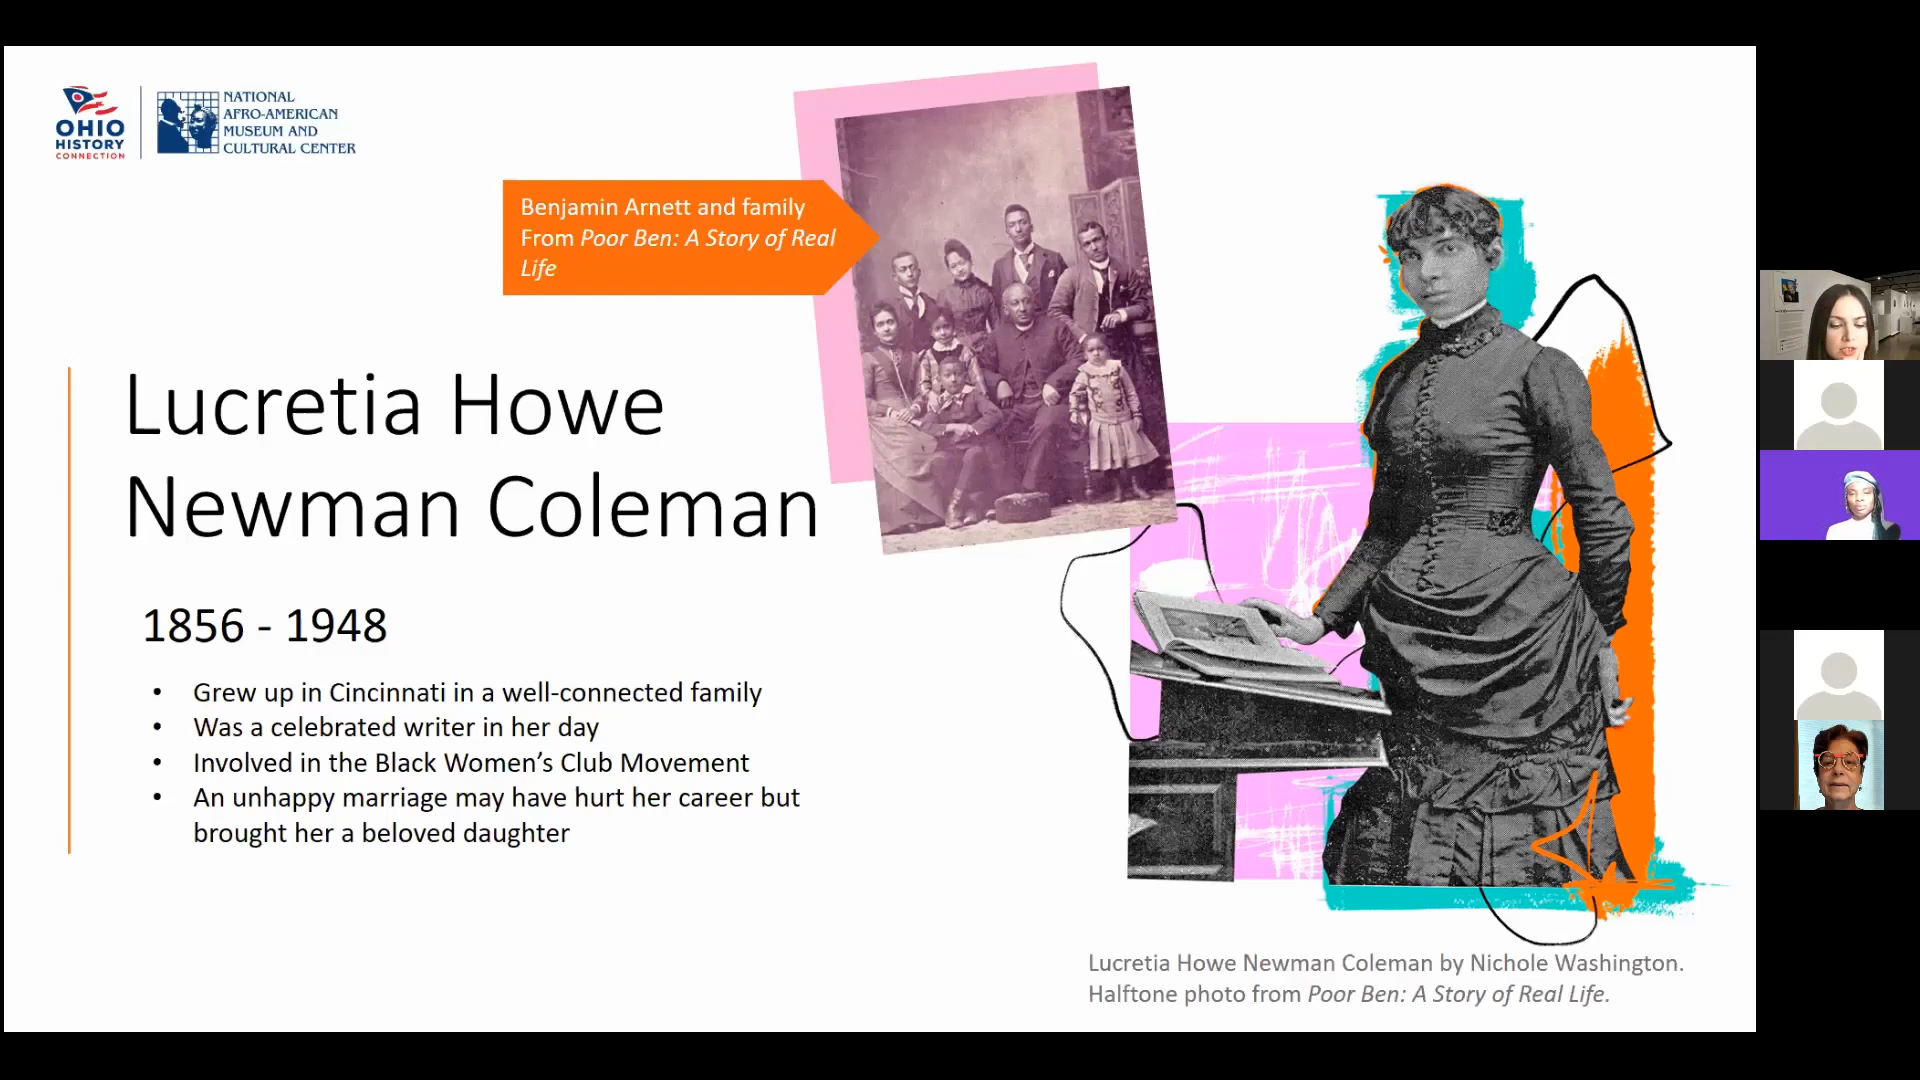 OHIO
HISTORY
CONNECTION
NATIONAL
AFRO-AMERICAN
MUSEUM AND
CULTURAL CENTER
Benjamin Arnett and family
From Poor Ben: A Story of Real
Life
Lucretia Howe
Newman Coleman
1856 - 1948
• Grew up in Cincinnati in a well-connected family
• Was a celebrated writer in her day
• Involved in the Black Women’s Club Movement
• An unhappy marriage may have hurt her career but
brought her a beloved daughter
Lucretia Howe Newman Coleman by Nichole Washington.
Halftone photo from Poor Ben: A Story of Real Life.